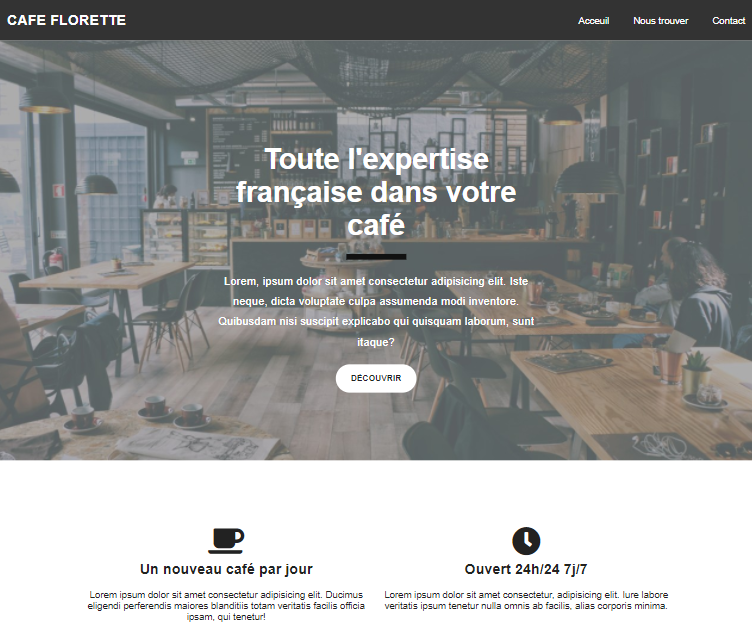 CAFE FLORETTE
Acceuil Nous trouver Contact
Toute l'expertise
française dans votre
café
Lorem, ipsum dolor sit amet consectetur adipisicing elit. Iste
neque, dicta voluptate culpa assumenda modi inventore.
Quibusdam nisi suscipit explicabo qui quisquam laborum, sunt
itaque?
DÉCOUVRIR
Un nouveau café par jour
Lorem ipsum dolor sit amet consectetur adipisicing elit. Ducimus
eligendi perferendis maiores blanditiis totam veritatis facilis officia
ipsam, qui tenetur!
Ouvert 24h/24 7j/7
Lorem ipsum dolor sit amet consectetur, adipisicing elit. Iure labore
veritatis ipsum tenetur nulla omnis ab facilis, alias corporis minima.